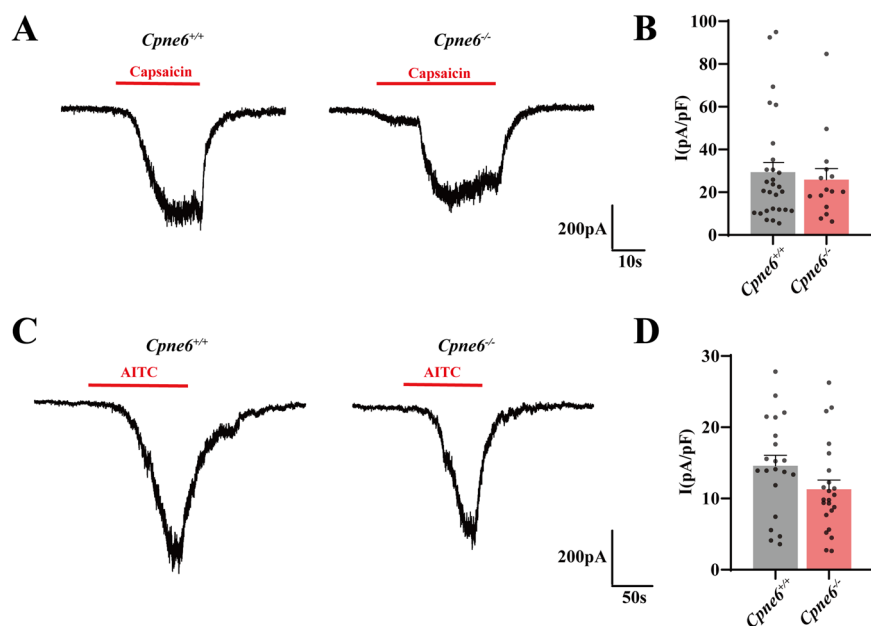 A
Cpne6+/+
Cpne6-/-
Capsaicin
Capsaicin
200pA
10s
B
I(pA/pF)
100
80
60
40
20
0
Cpne6+/+
Cpne6-/-
C
Cpne6+/+
Cpne6-/-
AITC
AITC
200pA
50s
D
I(pA/pF)
30
20
10
0
Cpne6+/+
Cpne6-/-